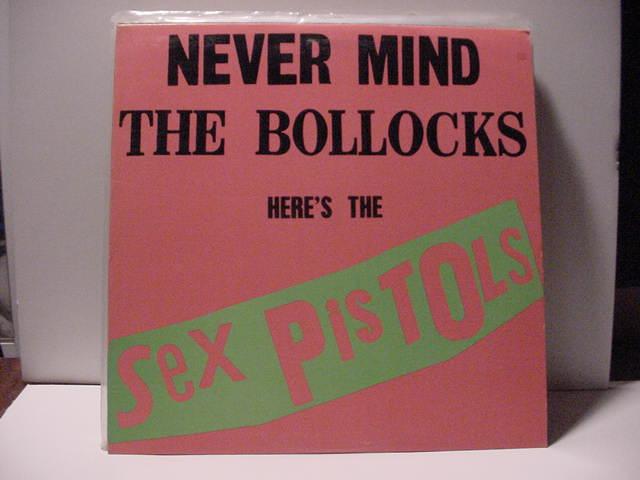 NEVER MIND
THE BOLLOCKS
HERE'S THE
Sex PisTOLS